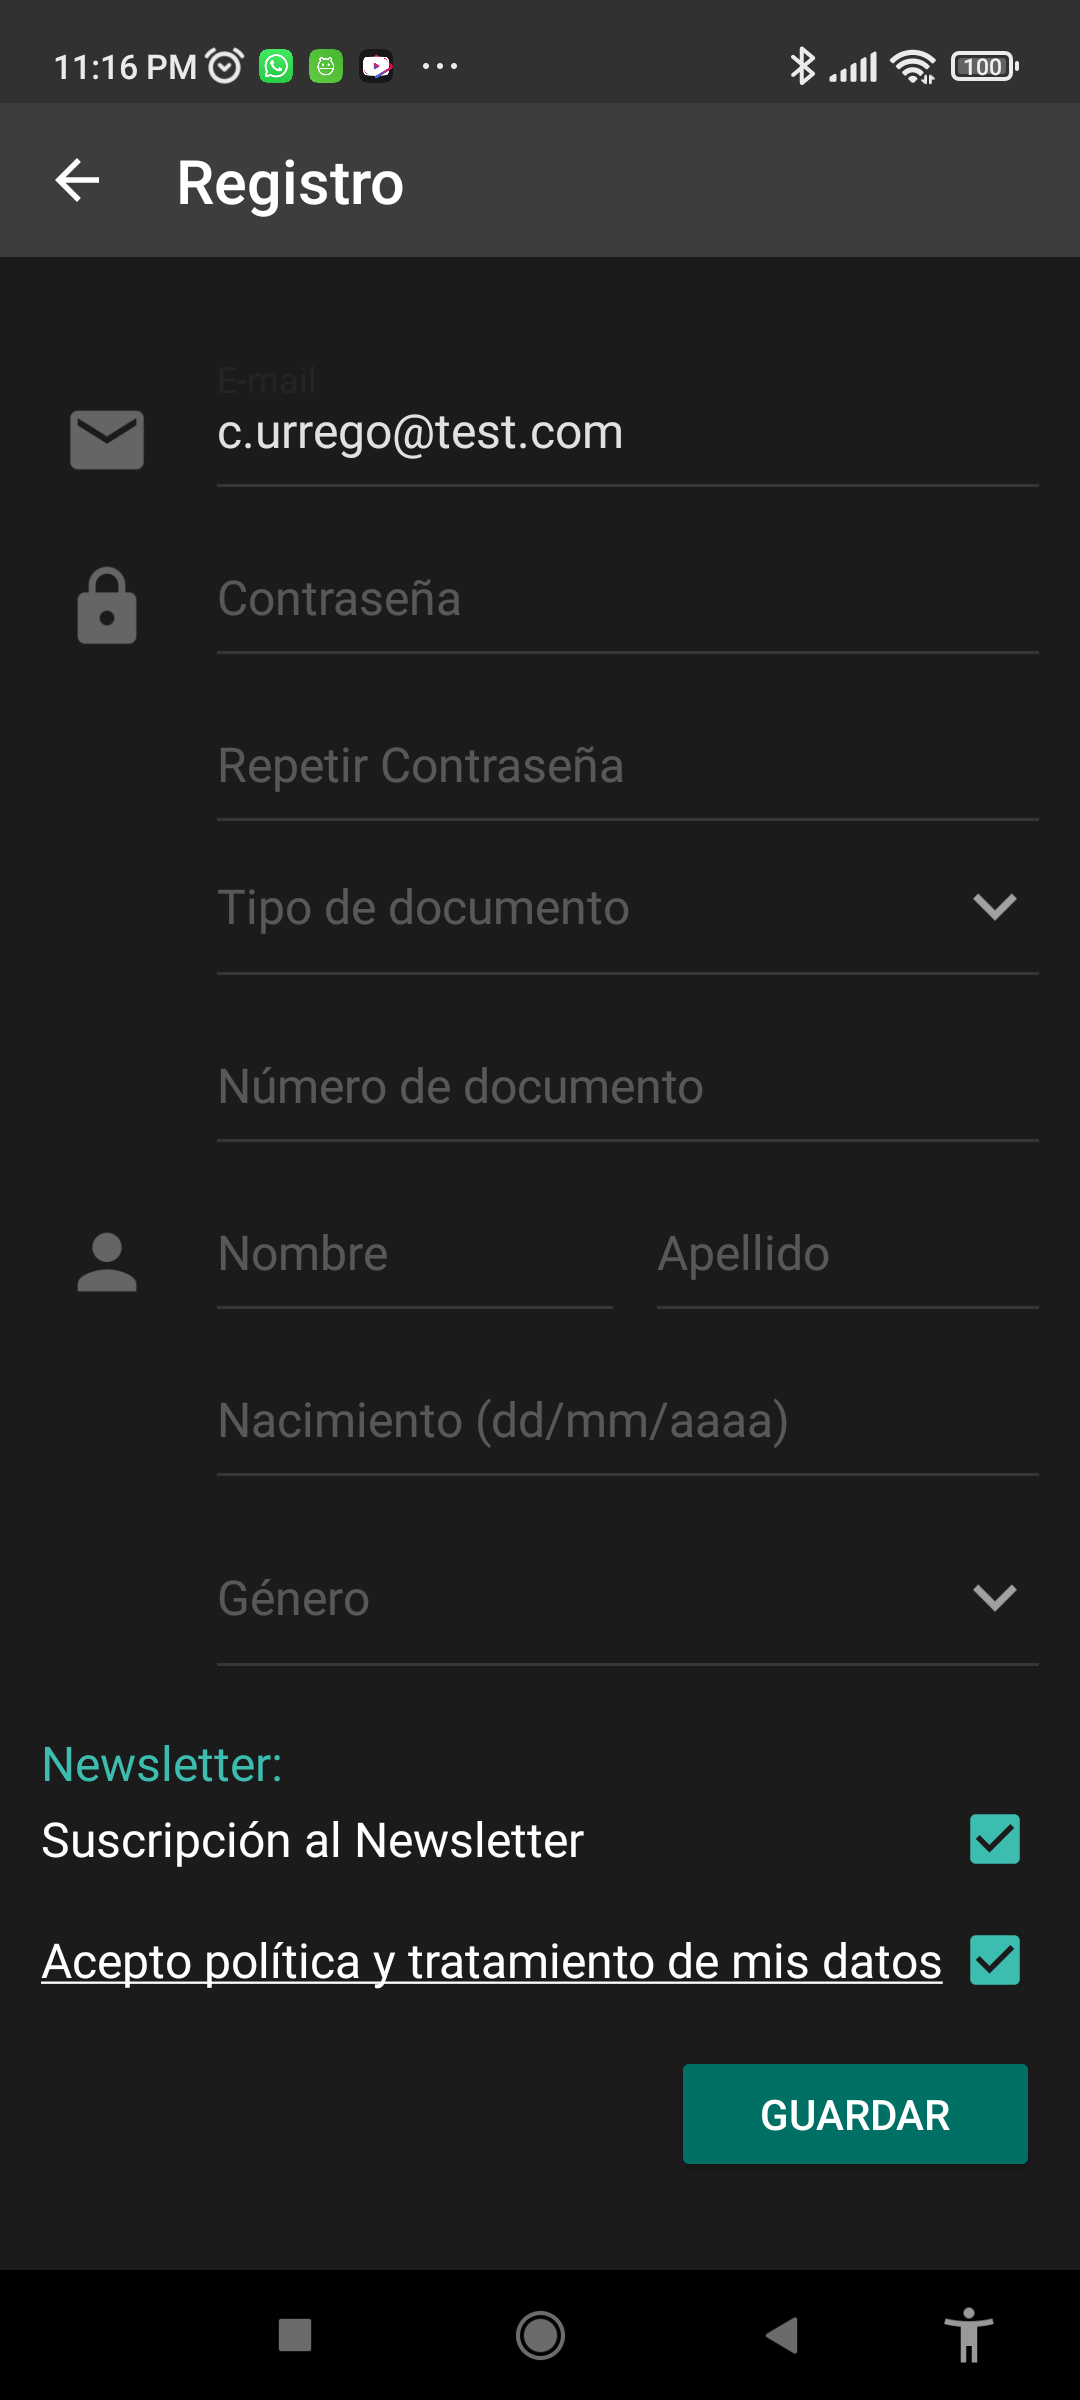 11:16 PM 100
Registro
E-mail
c.urrego@test.com
Contraseña
Repetir Contraseña
Tipo de documento
Número de documento
Nombre Apellido
Nacimiento (dd/mm/aaaa)
Género
Newsletter:
Suscripción al Newsletter
Acepto política y tratamiento de mis datos
GUARDAR